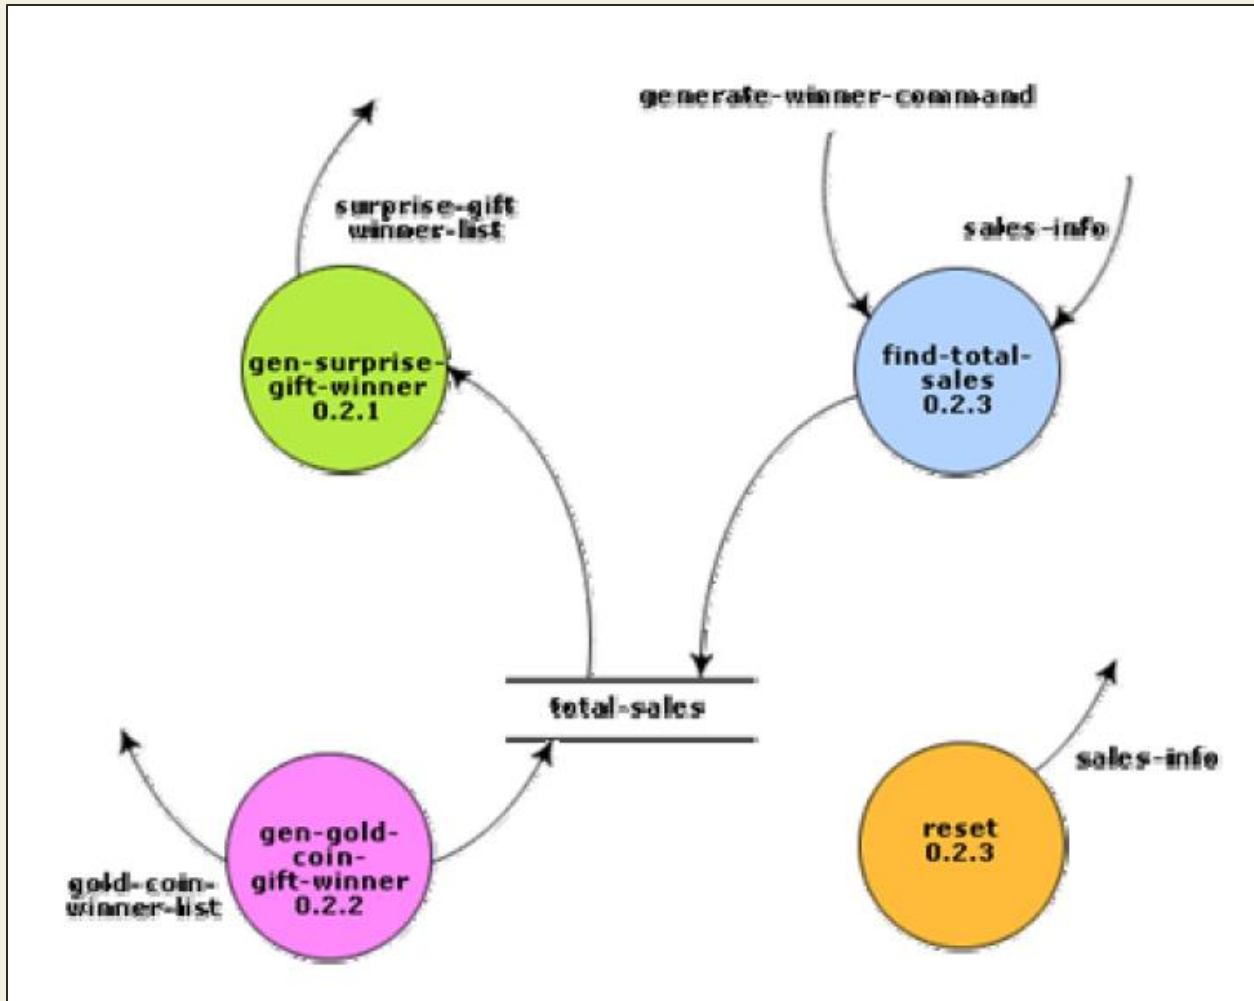 generate-winner-command
surprise-gift
winner-list
sales-info
gen-surprise-
gift-winner
0.2.1
find-total-
sales
0.2.3
total-sales
gold-coin-
winner-list
gen-gold-
coin-
gift-winner
0.2.2
reset
0.2.3
sales-info